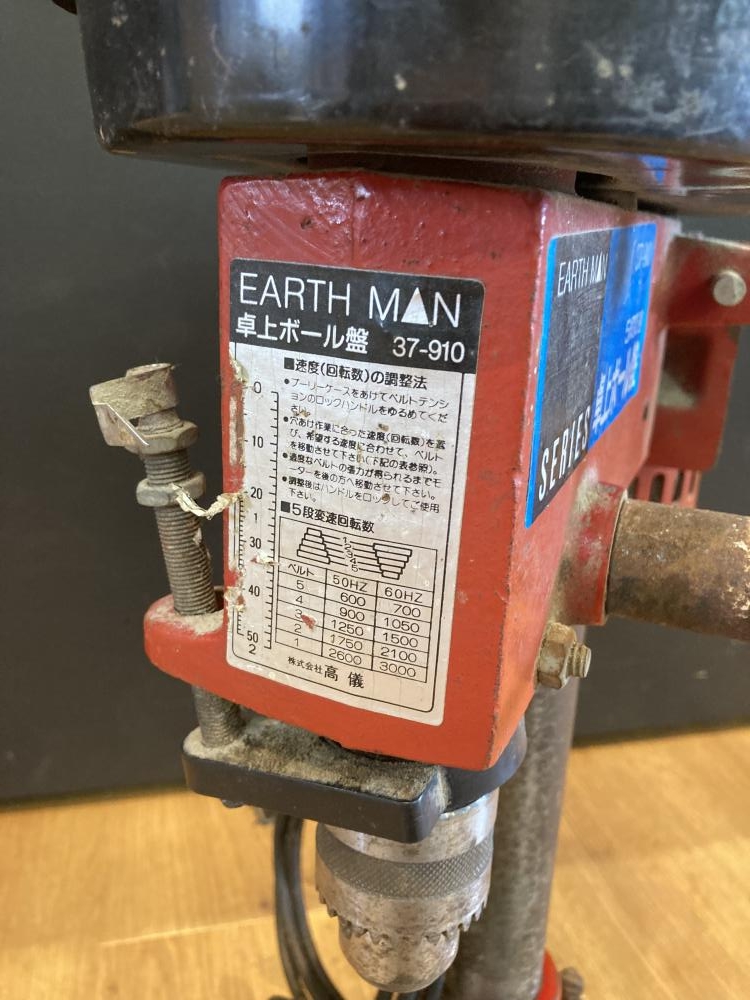 EARTH MAN
卓上ボール盤 37-910
■速度(回転数)の調整法
•プーリーケースをあけてベルトテンシ
ョンのロックハンドルをゆるめてくだ
さい。
•穴あけ作業に合った速度(回転数)を選
び、希望する速度に合わせて、ベルト
を移動させて下さい(下記の表参照)。
•適度なベルトの張力が得られるまでモ
ーターを後の方へ移動させて下さい。
•調整後はハンドルをロックしてご使用
下さい。
■5段変速回転数
1
2
3
4
5
ベルト 50HZ 60HZ
5 600 700
4 900 1050
3 1250 1500
2 1750 2100
1 2600 3000
株式会社 高儀
0
10
20
1
30
40
50
2
EARTH MAN
SERIES
卓上ボール盤